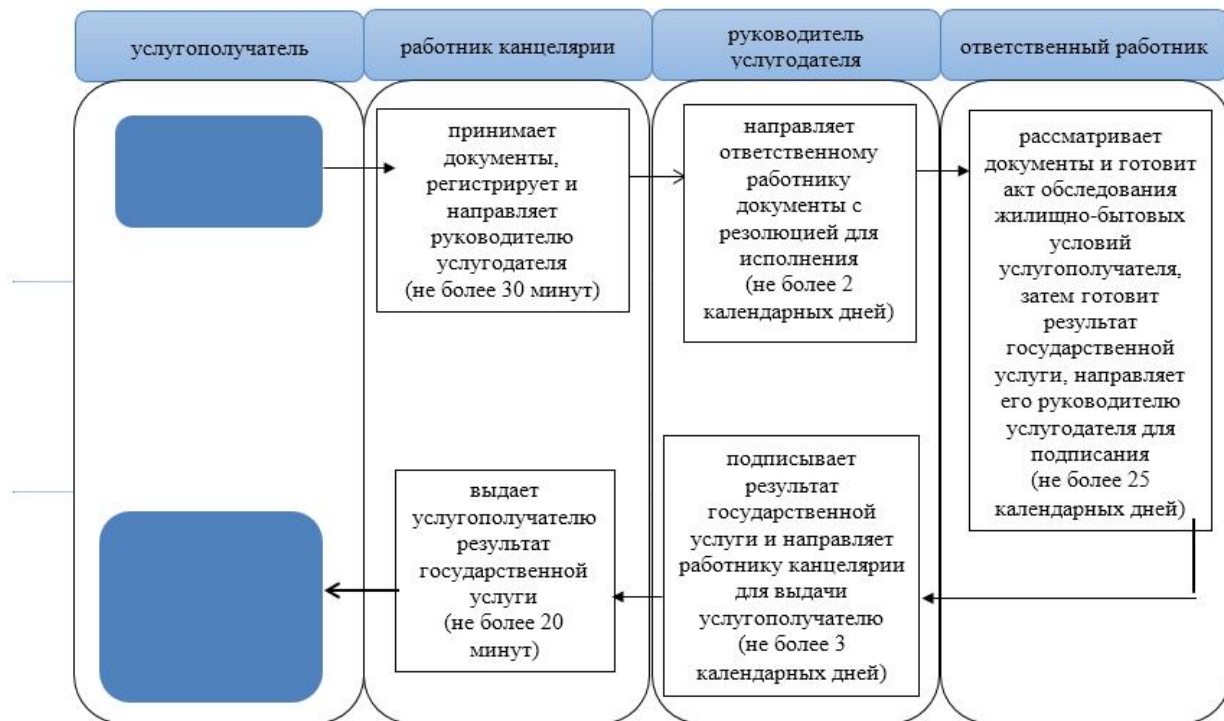 услугополучатель
работник канцелярии
руководитель
услугодателя
ответственный работник
принимает
документы,
регистрирует и
направляет
руководителю
услугодателя
(не более 30 минут)
направляет
ответственному
работнику
документы с
резолюцией для
исполнения
(не более 2
календарных дней)
рассматривает
документы и готовит
акт обследования
жилищно-бытовых
условий
услугополучателя,
затем готовит
результат
государственной
услуги, направляет
его руководителю
услугодателя для
подписания
(не более 25
календарных дней)
подписывает
результат
государственной
услуги и направляет
работнику канцелярии
для выдачи
услугополучателю
(не более 3
календарных дней)
выдает
услугополучателю
результат
государственной
услуги
(не более 20
минут)